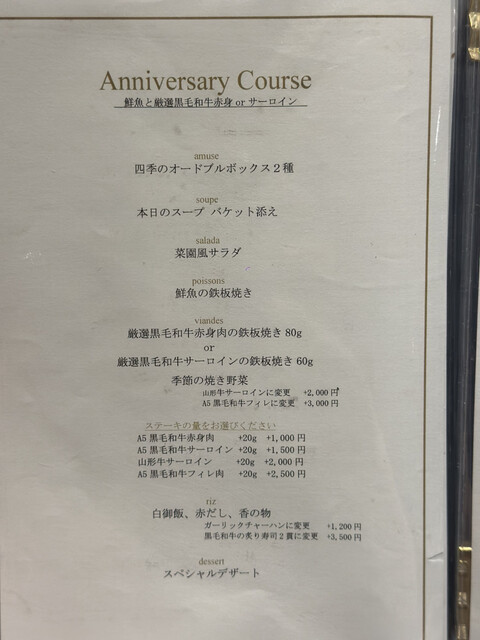 Anniversary Course
鮮魚と厳選黒毛和牛赤身 or サーロイン
amuse
四季のオードブルボックス２種
soupe
本日のスープ バケット添え
salada
菜園風サラダ
poissons
鮮魚の鉄板焼き
viandes
厳選黒毛和牛赤身肉の鉄板焼き 80g
or
厳選黒毛和牛サーロインの鉄板焼き 60g
季節の焼き野菜
山形牛サーロインに変更 +2,000円
A5 黒毛和牛フィレに変更 +3,000円
ステーキの量をお選びください
A5 黒毛和牛赤身肉 +20g +1,000 円
A5 黒毛和牛サーロイン +20g +1,500 円
山形牛サーロイン +20g +2,000 円
A5 黒毛和牛フィレ肉 +20g +2,500 円
riz
白御飯、赤だし、香の物
ガーリックチャーハンに変更 +1,200 円
黒毛和牛の炙り寿司２貫に変更 +3,500 円
dessert
スペシャルデザート